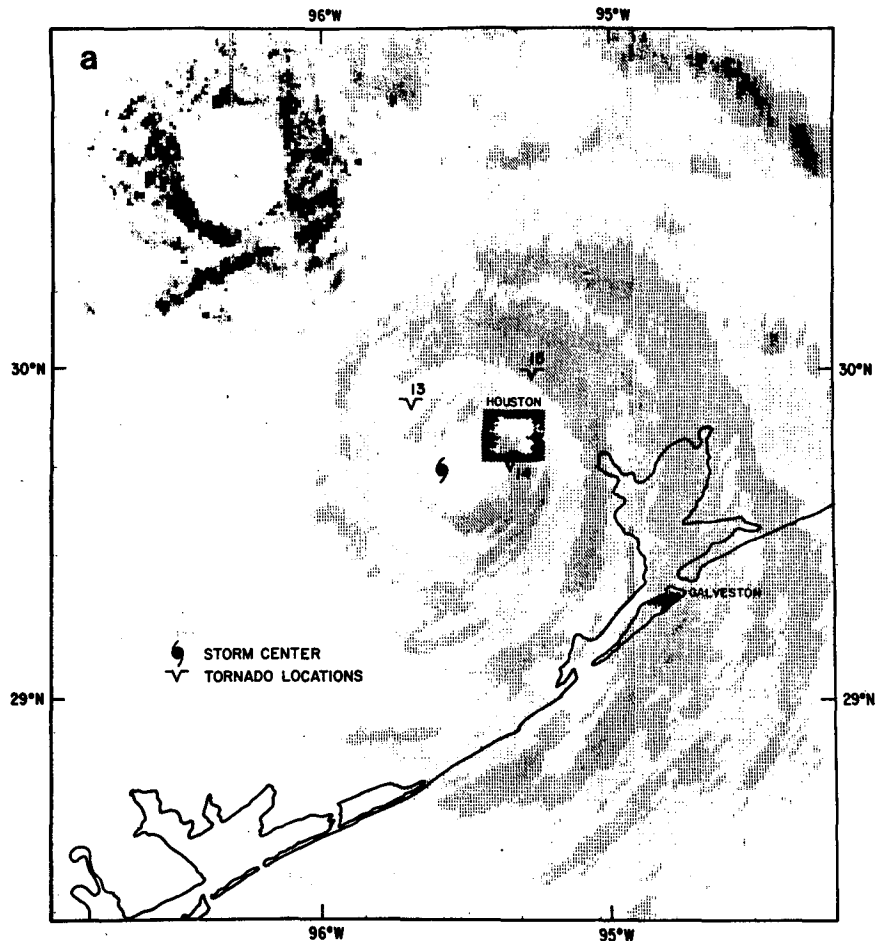 96°W 95°W
a
30°N 30°N
15
13
HOUSTON
14
GALVESTON
STORM CENTER
TORNADO LOCATIONS
29°N 29°N
96°W 95°W